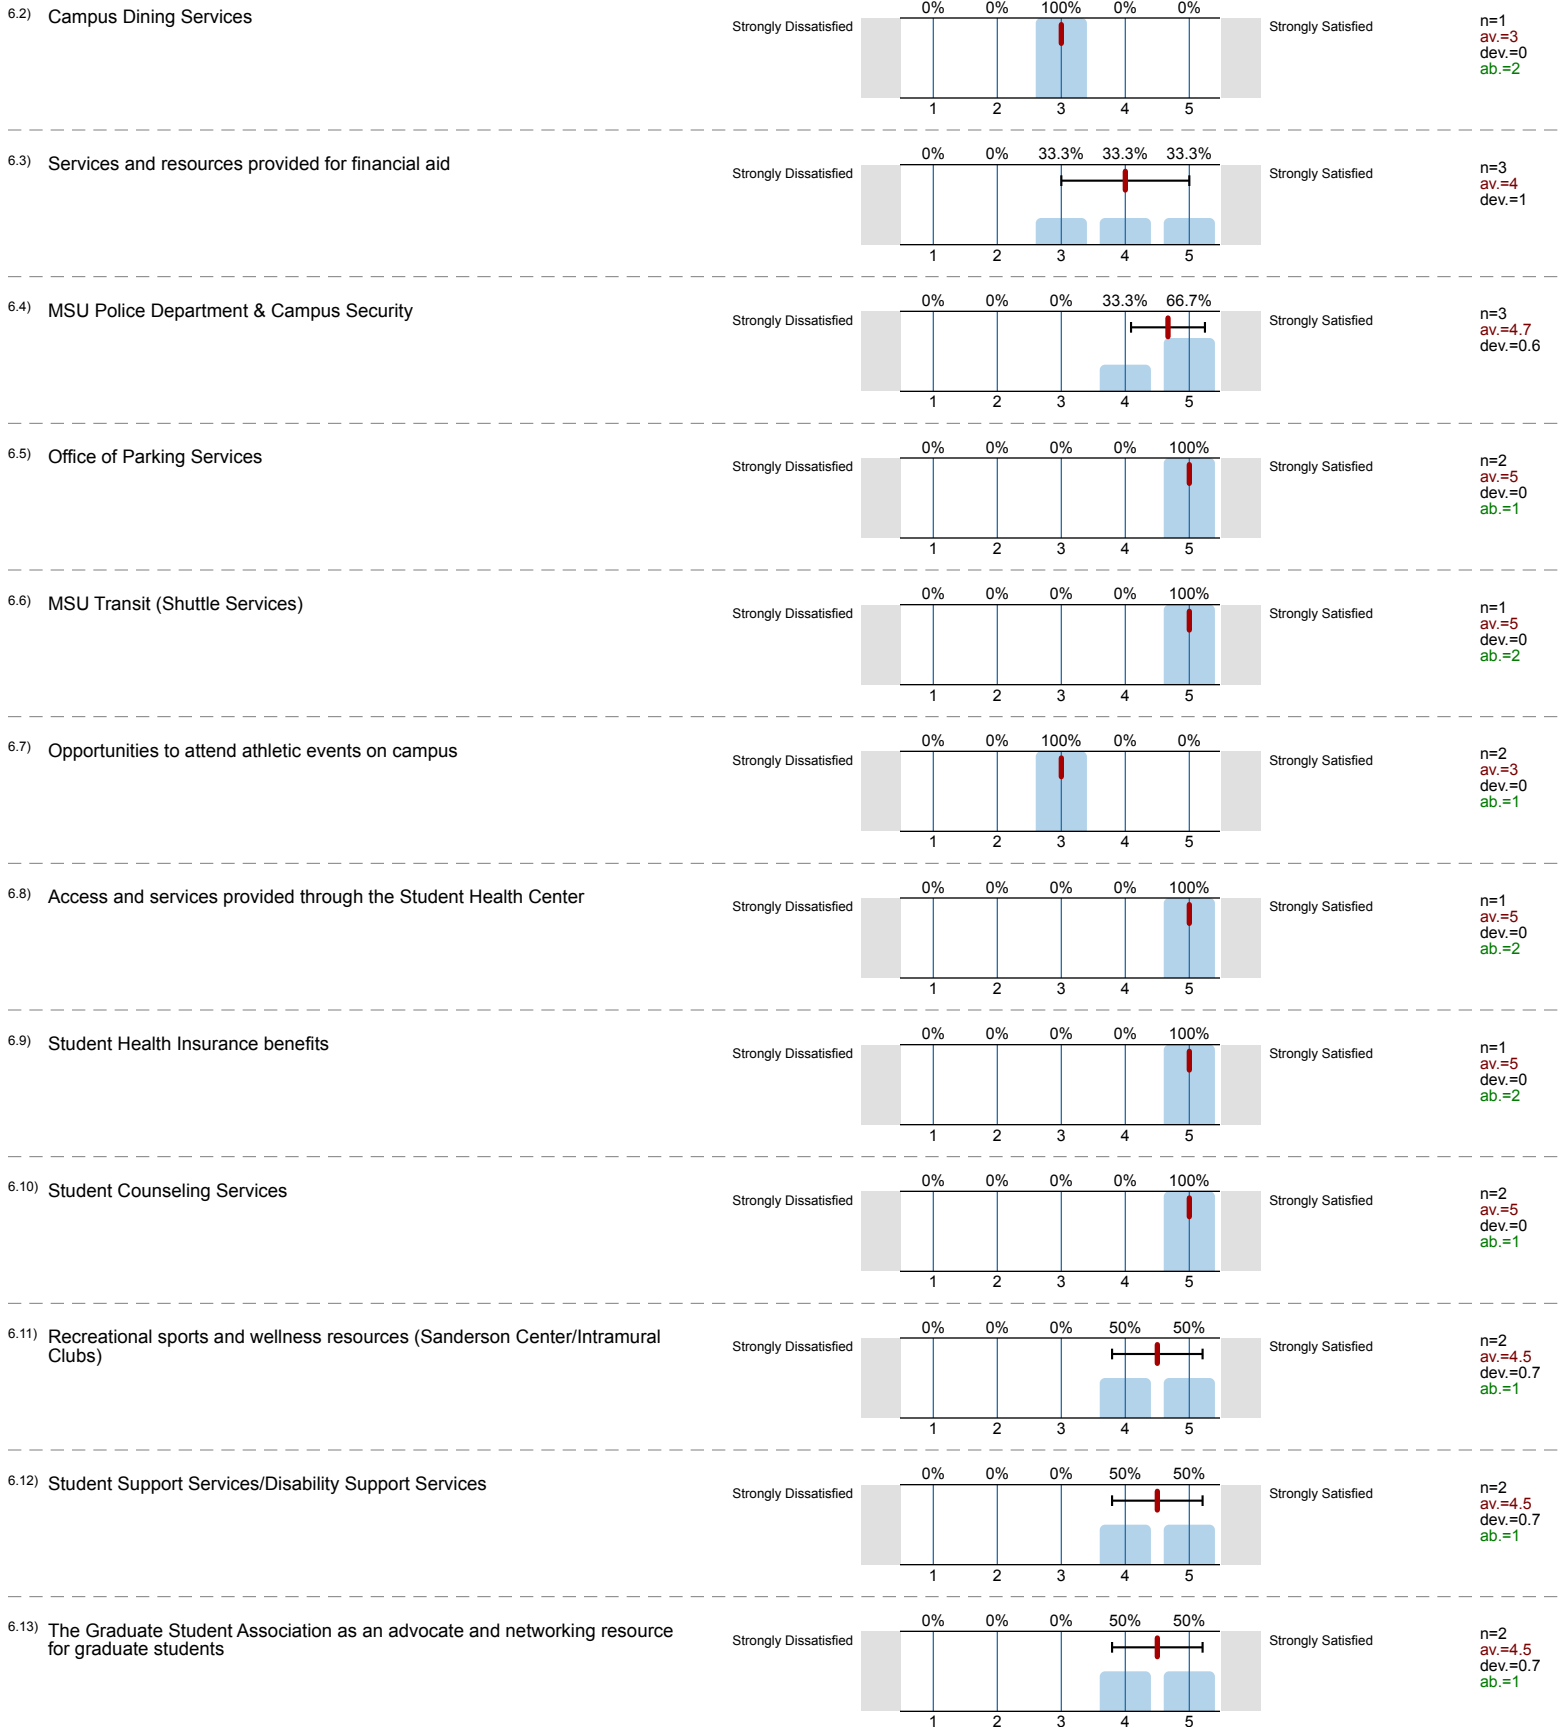 6.2) Campus Dining Services
0% 0% 100% 0% 0%
Strongly Dissatisfied Strongly Satisfied
n=1
av.=3
dev.=0
ab.=2
1 2 3 4 5
6.3) Services and resources provided for financial aid
0% 0% 33.3% 33.3% 33.3%
Strongly Dissatisfied Strongly Satisfied
n=3
av.=4
dev.=1
1 2 3 4 5
6.4) MSU Police Department & Campus Security
0% 0% 0% 33.3% 66.7%
Strongly Dissatisfied Strongly Satisfied
n=3
av.=4.7
dev.=0.6
1 2 3 4 5
6.5) Office of Parking Services
0% 0% 0% 0% 100%
Strongly Dissatisfied Strongly Satisfied
n=2
av.=5
dev.=0
ab.=1
1 2 3 4 5
6.6) MSU Transit (Shuttle Services)
0% 0% 0% 0% 100%
Strongly Dissatisfied Strongly Satisfied
n=1
av.=5
dev.=0
ab.=2
1 2 3 4 5
6.7) Opportunities to attend athletic events on campus
0% 0% 100% 0% 0%
Strongly Dissatisfied Strongly Satisfied
n=2
av.=3
dev.=0
ab.=1
1 2 3 4 5
6.8) Access and services provided through the Student Health Center
0% 0% 0% 0% 100%
Strongly Dissatisfied Strongly Satisfied
n=1
av.=5
dev.=0
ab.=2
1 2 3 4 5
6.9) Student Health Insurance benefits
0% 0% 0% 0% 100%
Strongly Dissatisfied Strongly Satisfied
n=1
av.=5
dev.=0
ab.=2
1 2 3 4 5
6.10) Student Counseling Services
0% 0% 0% 0% 100%
Strongly Dissatisfied Strongly Satisfied
n=2
av.=5
dev.=0
ab.=1
1 2 3 4 5
6.11) Recreational sports and wellness resources (Sanderson Center/Intramural
Clubs)
0% 0% 0% 50% 50%
Strongly Dissatisfied Strongly Satisfied
n=2
av.=4.5
dev.=0.7
ab.=1
1 2 3 4 5
6.12) Student Support Services/Disability Support Services
0% 0% 0% 50% 50%
Strongly Dissatisfied Strongly Satisfied
n=2
av.=4.5
dev.=0.7
ab.=1
1 2 3 4 5
6.13) The Graduate Student Association as an advocate and networking resource
for graduate students
0% 0% 0% 50% 50%
Strongly Dissatisfied Strongly Satisfied
n=2
av.=4.5
dev.=0.7
ab.=1
1 2 3 4 5